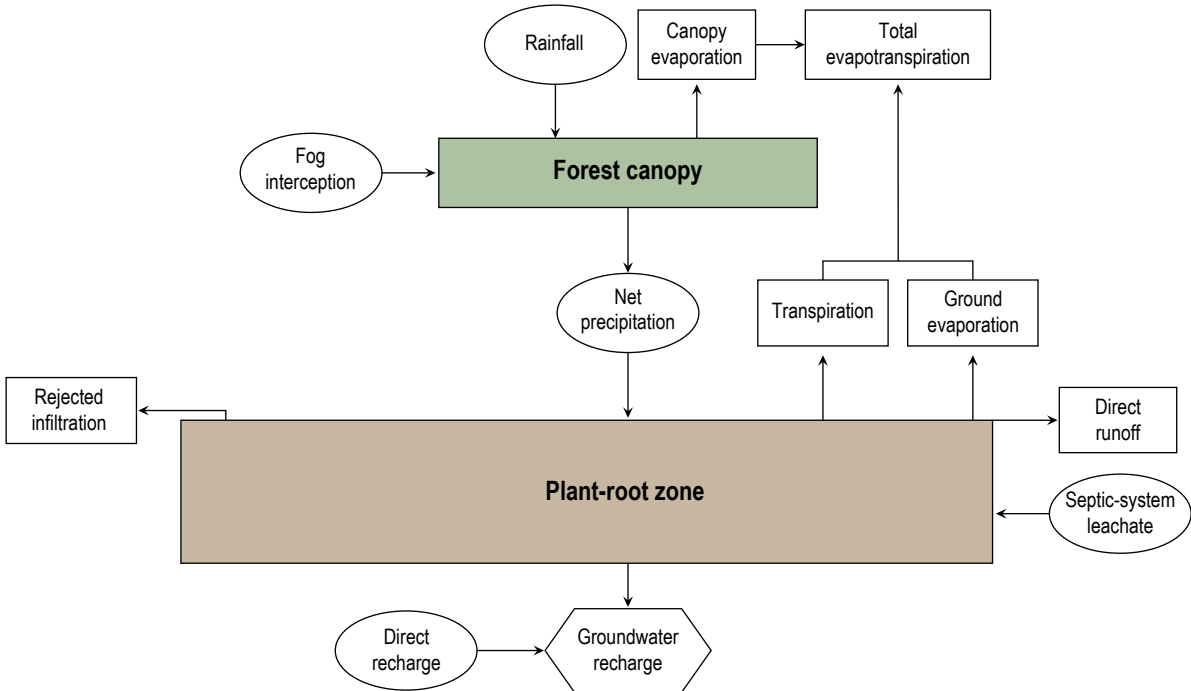 Rainfall
Canopy
evaporation
Total
evapotranspiration
Fog
interception
Forest canopy
Net
precipitation
Transpiration
Ground
evaporation
Rejected
infiltration
Direct
runoff
Plant-root zone
Septic-system
leachate
Direct
recharge
Groundwater
recharge